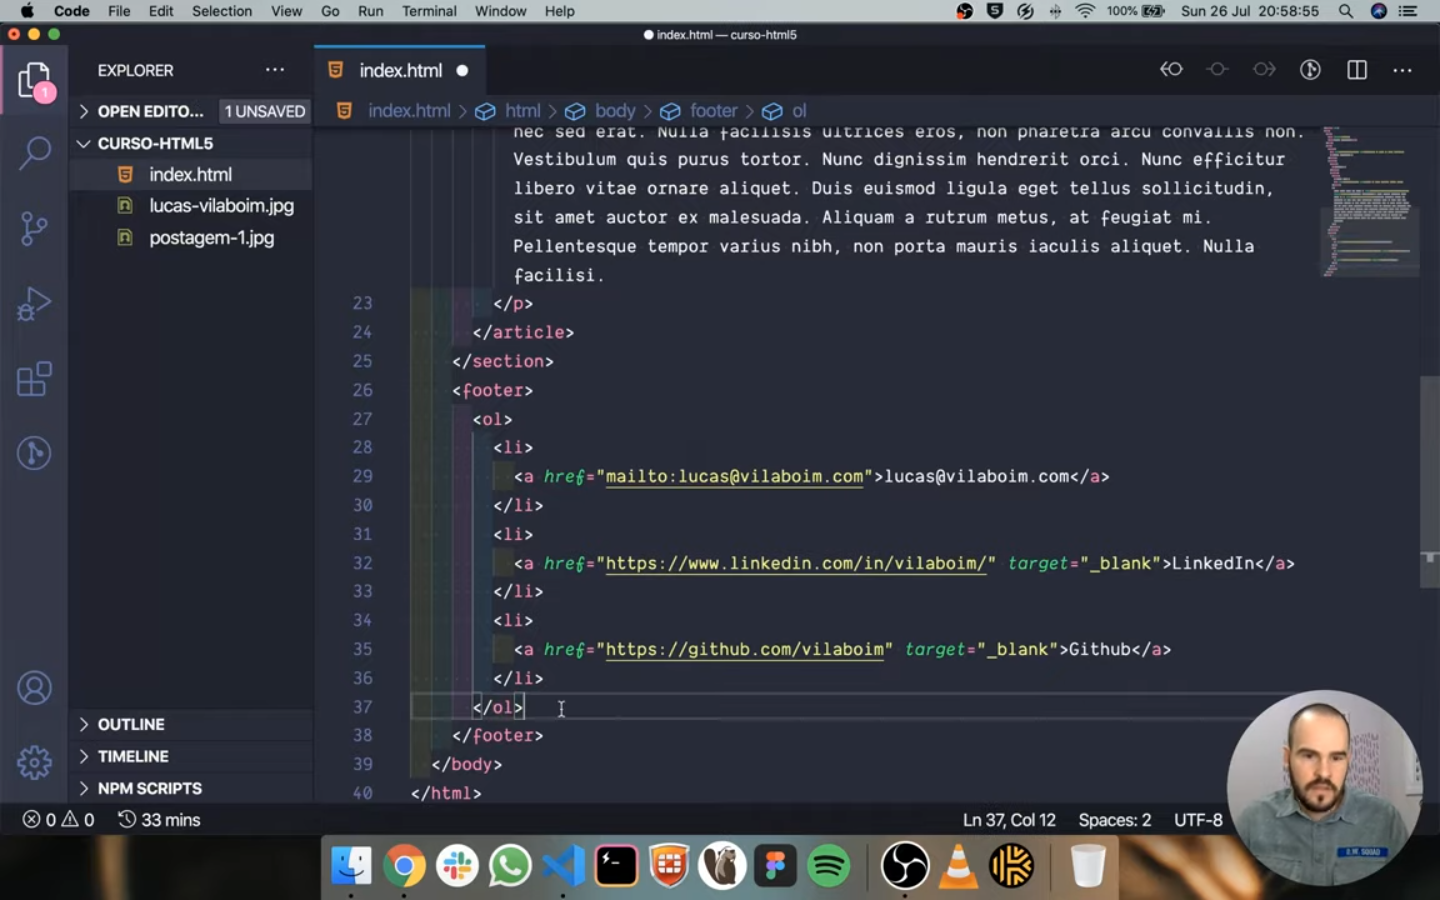 Code File Edit Selection View Go Run Terminal Window Help 100% Sun 26 Jul 20:58:55
index.html — curso-html5
EXPLORER
index.html
1
OPEN EDITO... 1 UNSAVED
index.html > html > body > footer > ol
CURSO-HTML5
index.html
lucas-vilaboim.jpg
postagem-1.jpg
nec sed erat. Nulla facilisis ultrices eros, non pharetra arcu convallis non.
Vestibulum quis purus tortor. Nunc dignissim hendrerit orci. Nunc efficitur
libero vitae ornare aliquet. Duis euismod ligula eget tellus sollicitudin,
sit amet auctor ex malesuada. Aliquam a rutrum metus, at feugiat mi.
Pellentesque tempor varius nibh, non porta mauris iaculis aliquet. Nulla
facilisi.
23 </p>
24 </article>
25 </section>
26 <footer>
27 <ol>
28 <li>
29 <a href="mailto:lucas@vilaboim.com">lucas@vilaboim.com</a>
30 </li>
31 <li>
32 <a href="https://www.linkedin.com/in/vilaboim/" target="_blank">LinkedIn</a>
33 </li>
34 <li>
35 <a href="https://github.com/vilaboim" target="_blank">Github</a>
36 </li>
37 </ol>
38 </footer>
39 </body>
40 </html>
OUTLINE
TIMELINE
NPM SCRIPTS
0 0 33 mins Ln 37, Col 12 Spaces: 2 UTF-8